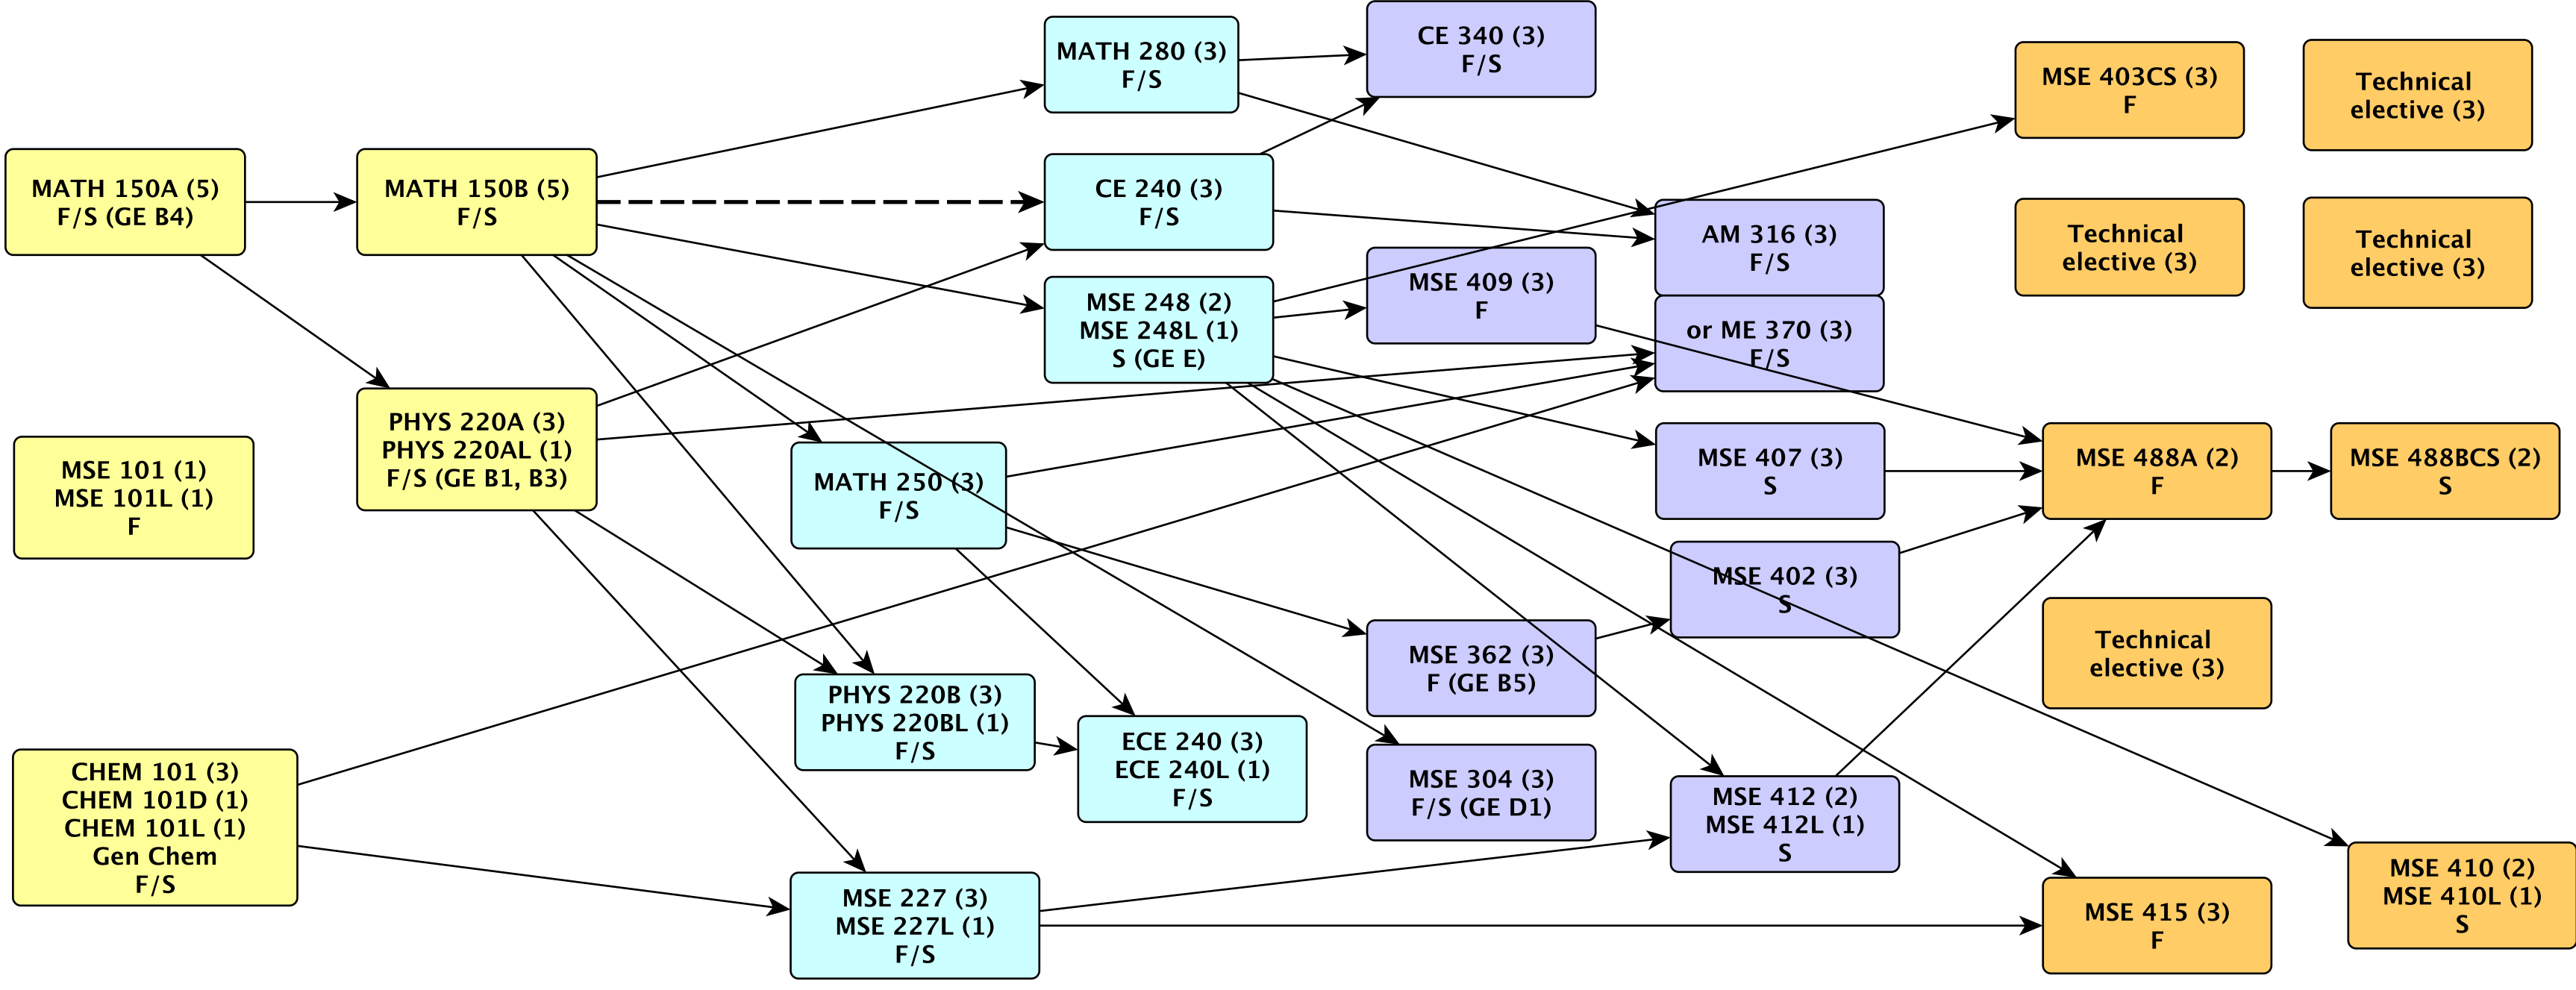 MATH 150A (5)
F/S (GE B4)
MSE 101 (1)
MSE 101L (1)
F
CHEM 101 (3)
CHEM 101D (1)
CHEM 101L (1)
Gen Chem
F/S
MATH 150B (5)
F/S
PHYS 220A (3)
PHYS 220AL (1)
F/S (GE B1, B3)
MATH 250 (3)
F/S
PHYS 220B (3)
PHYS 220BL (1)
F/S
MSE 227 (3)
MSE 227L (1)
F/S
MATH 280 (3)
F/S
CE 240 (3)
F/S
MSE 248 (2)
MSE 248L (1)
S (GE E)
ECE 240 (3)
ECE 240L (1)
F/S
CE 340 (3)
F/S
MSE 409 (3)
F
MSE 362 (3)
F (GE B5)
MSE 304 (3)
F/S (GE D1)
AM 316 (3)
F/S
or ME 370 (3)
F/S
MSE 407 (3)
S
MSE 402 (3)
S
MSE 412 (2)
MSE 412L (1)
S
MSE 403CS (3)
F
Technical
elective (3)
MSE 488A (2)
F
Technical
elective (3)
MSE 415 (3)
F
Technical
elective (3)
Technical
elective (3)
MSE 488BCS (2)
S
MSE 410 (2)
MSE 410L (1)
S